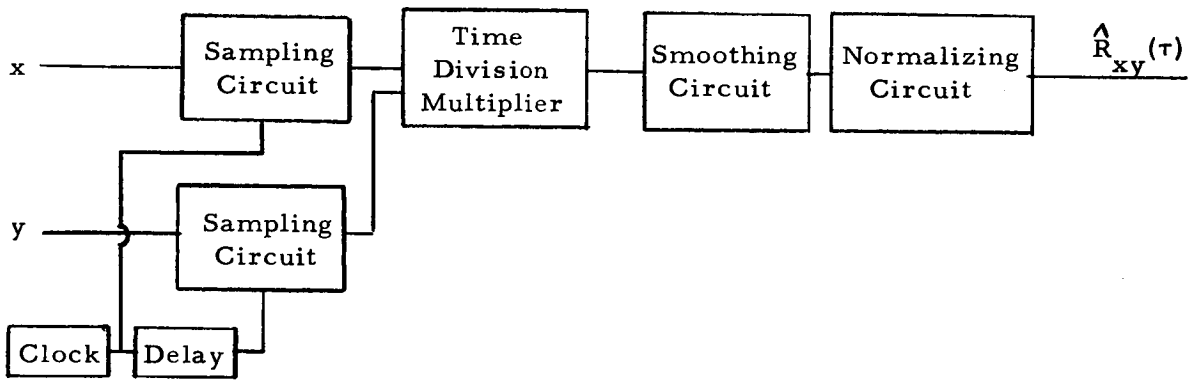 x
Sampling
Circuit
Time
Division
Multiplier
Smoothing
Circuit
Normalizing
Circuit
R̂xy(τ)
y
Sampling
Circuit
Clock
Delay